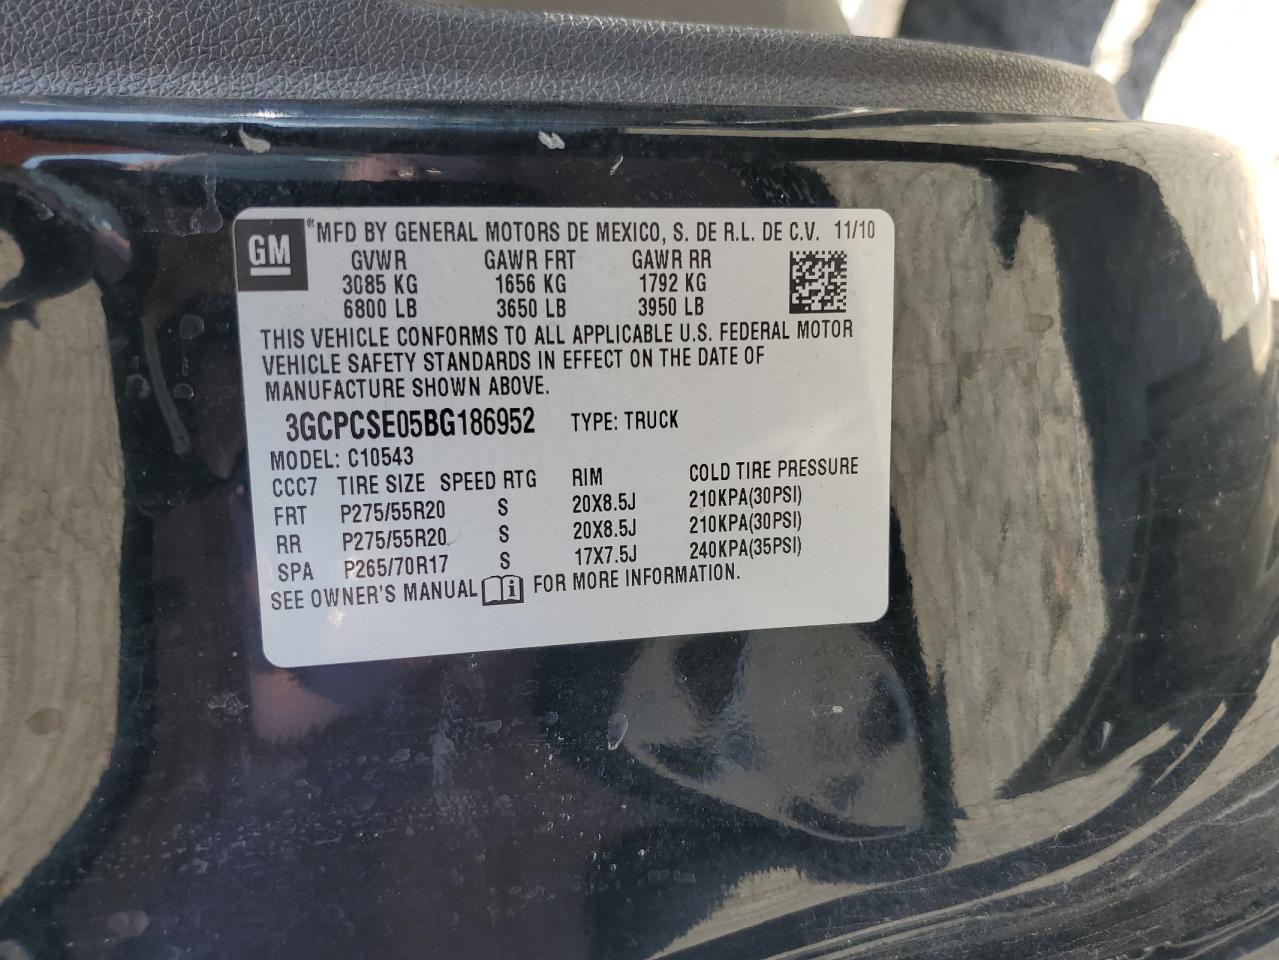 GM ® MFD BY GENERAL MOTORS DE MEXICO, S. DE R.L. DE C.V. 11/10
GVWR GAWR FRT GAWR RR
3085 KG 1656 KG 1792 KG
6800 LB 3650 LB 3950 LB
THIS VEHICLE CONFORMS TO ALL APPLICABLE U.S. FEDERAL MOTOR
VEHICLE SAFETY STANDARDS IN EFFECT ON THE DATE OF
MANUFACTURE SHOWN ABOVE.
3GCPCSE05BG186952 TYPE: TRUCK
MODEL: C10543
CCC7 TIRE SIZE SPEED RTG RIM COLD TIRE PRESSURE
FRT P275/55R20 S 20X8.5J 210KPA(30PSI)
RR P275/55R20 S 20X8.5J 210KPA(30PSI)
SPA P265/70R17 S 17X7.5J 240KPA(35PSI)
SEE OWNER'S MANUAL i FOR MORE INFORMATION.